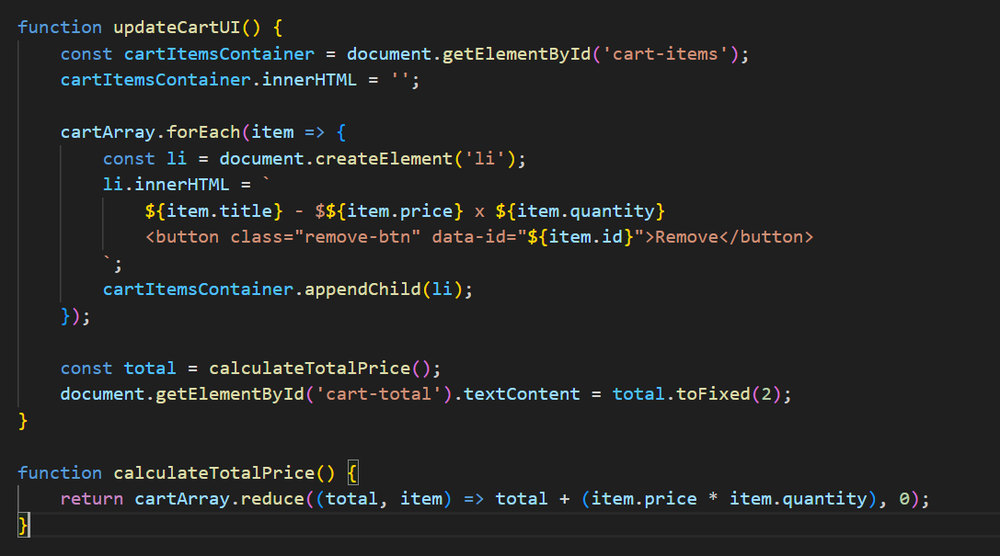 function updateCartUI() {
    const cartItemsContainer = document.getElementById('cart-items');
    cartItemsContainer.innerHTML = '';

    cartArray.forEach(item => {
        const li = document.createElement('li');
        li.innerHTML = `
            ${item.title} - $${item.price} x ${item.quantity}
            <button class="remove-btn" data-id="${item.id}">Remove</button>
        `;
        cartItemsContainer.appendChild(li);
    });

    const total = calculateTotalPrice();
    document.getElementById('cart-total').textContent = total.toFixed(2);
}

function calculateTotalPrice() {
    return cartArray.reduce((total, item) => total + (item.price * item.quantity), 0);
}